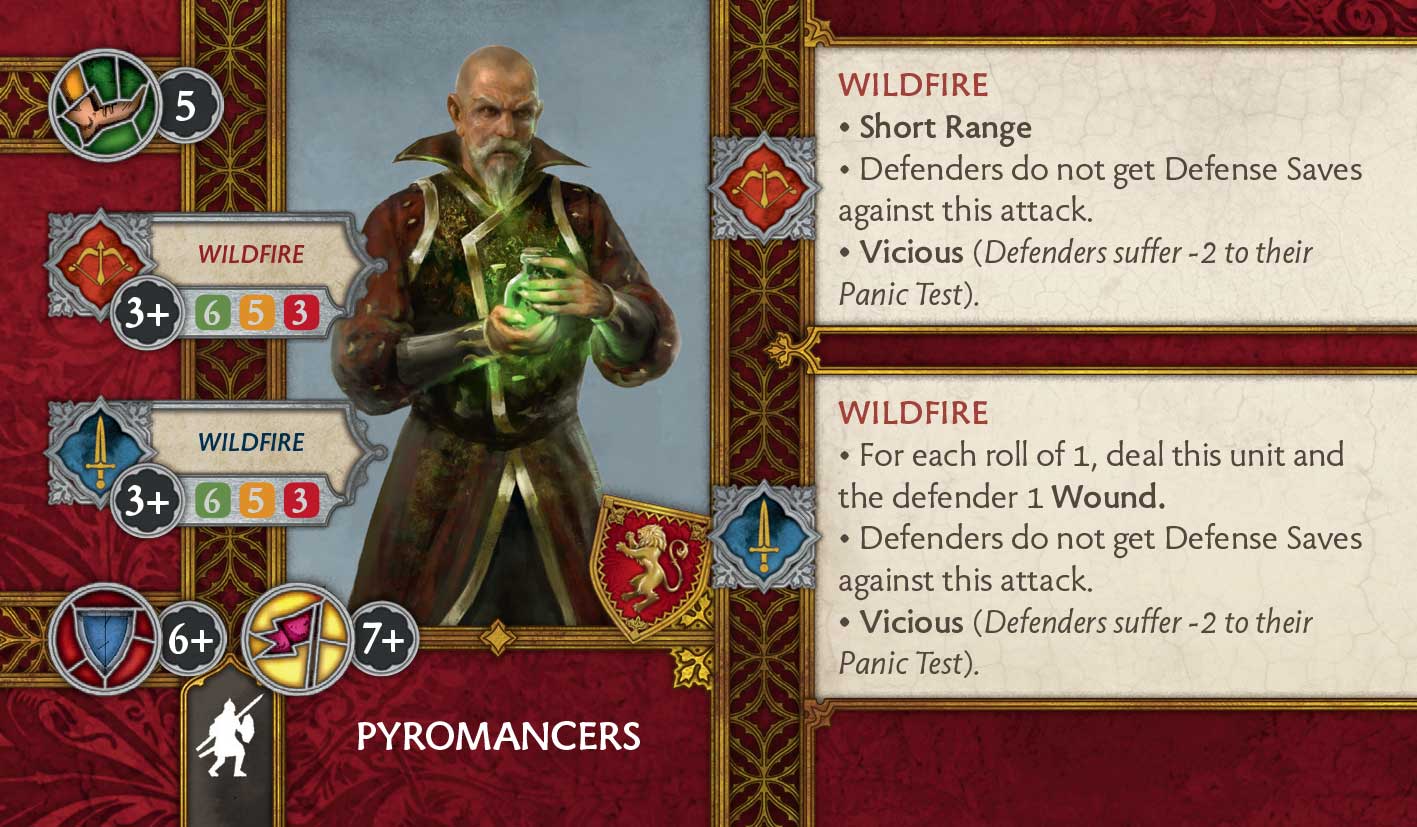 5
WILDFIRE
3+ 6 5 3
WILDFIRE
3+ 6 5 3
6+ 7+
PYROMANCERS
WILDFIRE
• Short Range
• Defenders do not get Defense Saves
against this attack.
• Vicious (Defenders suffer -2 to their
Panic Test).
WILDFIRE
• For each roll of 1, deal this unit and
the defender 1 Wound.
• Defenders do not get Defense Saves
against this attack.
• Vicious (Defenders suffer -2 to their
Panic Test).